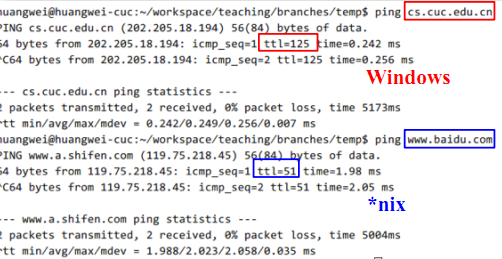 huangwei@huangwei-cuc:~/workspace/teaching/branches/temp$ ping cs.cuc.edu.cn
PING cs.cuc.edu.cn (202.205.18.194) 56(84) bytes of data.
64 bytes from 202.205.18.194: icmp_seq=1 ttl=125 time=0.242 ms
^C64 bytes from 202.205.18.194: icmp_seq=2 ttl=125 time=0.256 ms
Windows
--- cs.cuc.edu.cn ping statistics ---
2 packets transmitted, 2 received, 0% packet loss, time 5173ms
rtt min/avg/max/mdev = 0.242/0.249/0.256/0.007 ms
huangwei@huangwei-cuc:~/workspace/teaching/branches/temp$ ping www.baidu.com
PING www.a.shifen.com (119.75.218.45) 56(84) bytes of data.
64 bytes from 119.75.218.45: icmp_seq=1 ttl=51 time=1.98 ms
^C64 bytes from 119.75.218.45: icmp_seq=2 ttl=51 time=2.05 ms
*nix
--- www.a.shifen.com ping statistics ---
2 packets transmitted, 2 received, 0% packet loss, time 5004ms
rtt min/avg/max/mdev = 1.988/2.023/2.058/0.035 ms